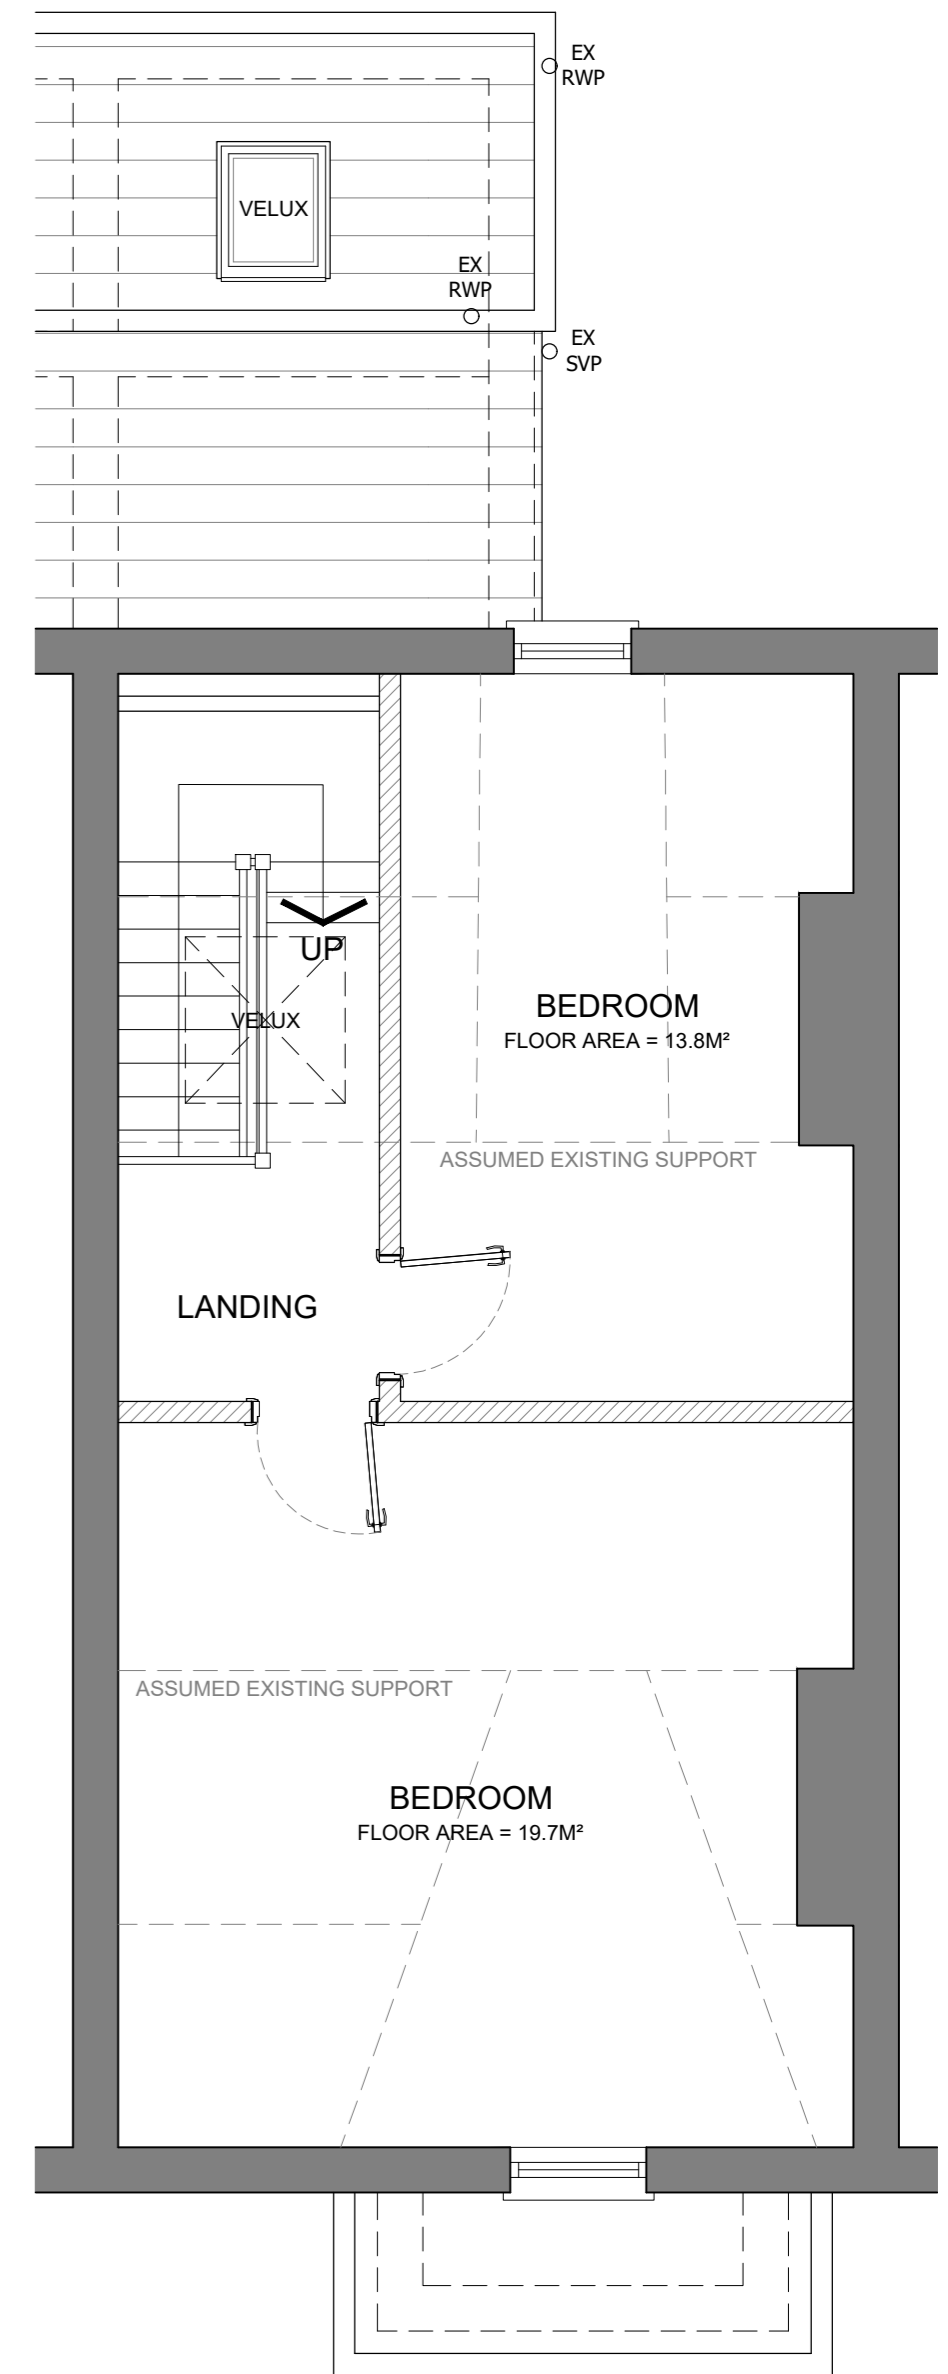 EX
RWP
VELUX
EX
RWP
EX
SVP
UP
VELUX
BEDROOM
FLOOR AREA = 13.8M²
ASSUMED EXISTING SUPPORT
LANDING
ASSUMED EXISTING SUPPORT
BEDROOM
FLOOR AREA = 19.7M²